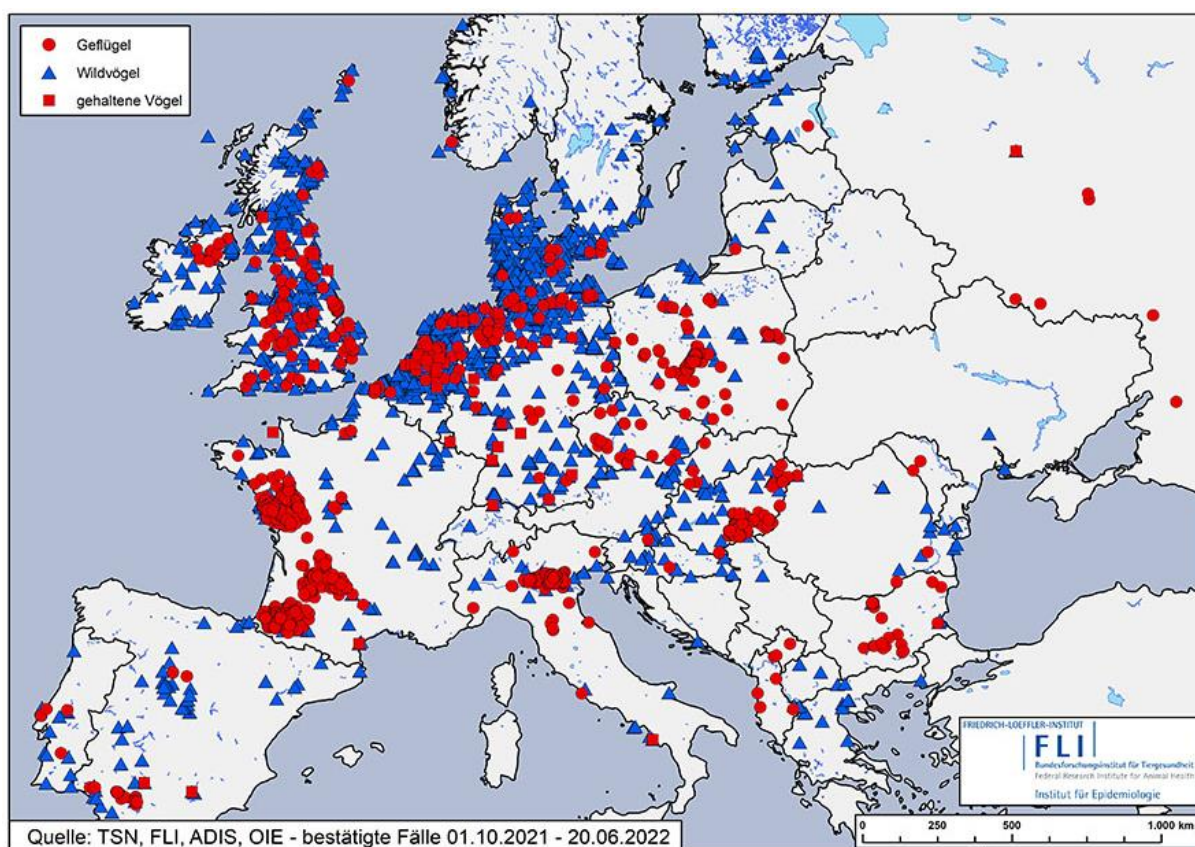 Geflügel
Wildvögel
gehaltene Vögel
FRIEDRICH-LOEFFLER-INSTITUT
FLI
Bundesforschungsinstitut für Tiergesundheit
Federal Research Institute for Animal Health
Institut für Epidemiologie
Quelle: TSN, FLI, ADIS, OIE - bestätigte Fälle 01.10.2021 - 20.06.2022
0 250 500 1.000 km